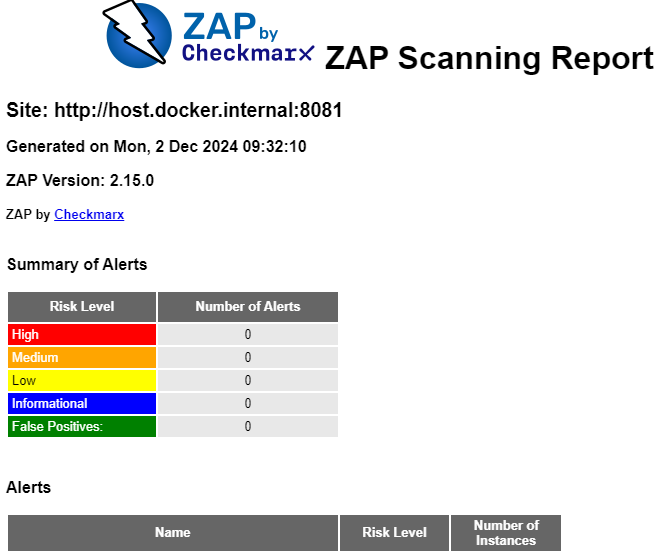 ZAP by
Checkmarx ZAP Scanning Report
Site: http://host.docker.internal:8081
Generated on Mon, 2 Dec 2024 09:32:10
ZAP Version: 2.15.0
ZAP by Checkmarx
Summary of Alerts
Risk Level Number of Alerts
High 0
Medium 0
Low 0
Informational 0
False Positives: 0
Alerts
Name Risk Level Number of
Instances